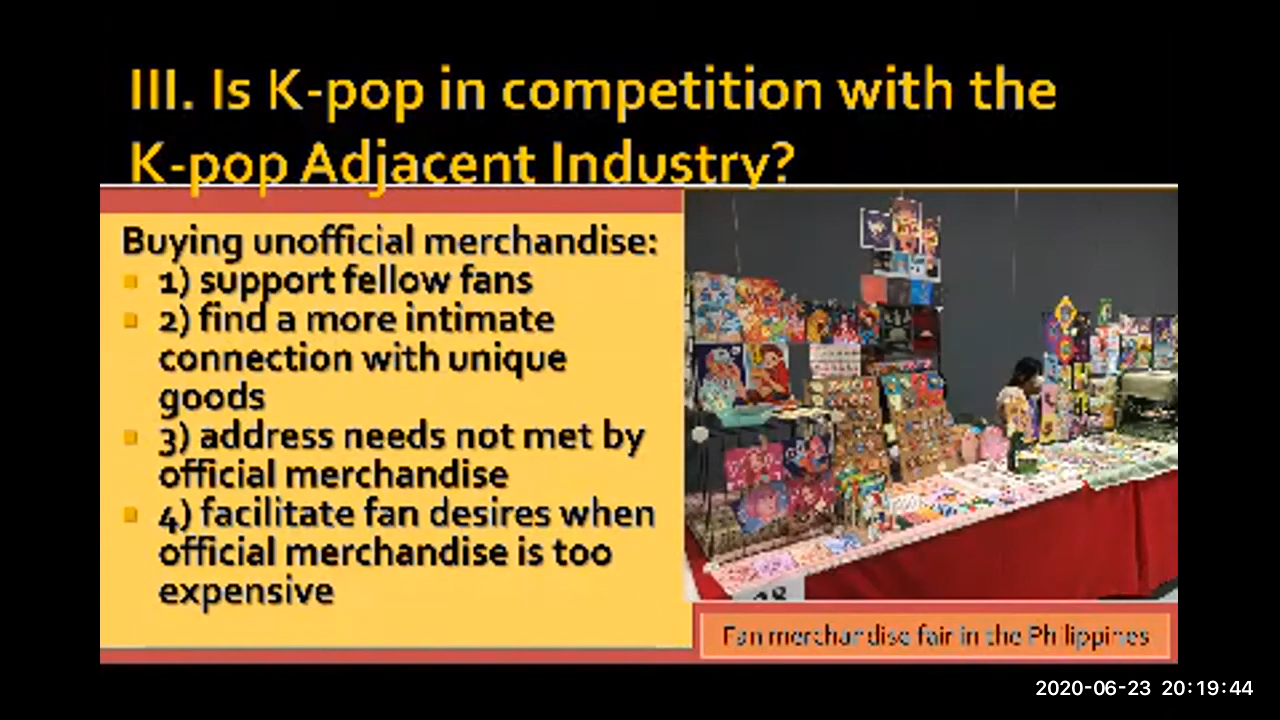 III. Is K-pop in competition with the
K-pop Adjacent Industry?
Buying unofficial merchandise:
1) support fellow fans
2) find a more intimate
connection with unique
goods
3) address needs not met by
official merchandise
4) facilitate fan desires when
official merchandise is too
expensive
Fan merchandise fair in the Philippines
2020-06-23 20:19:44